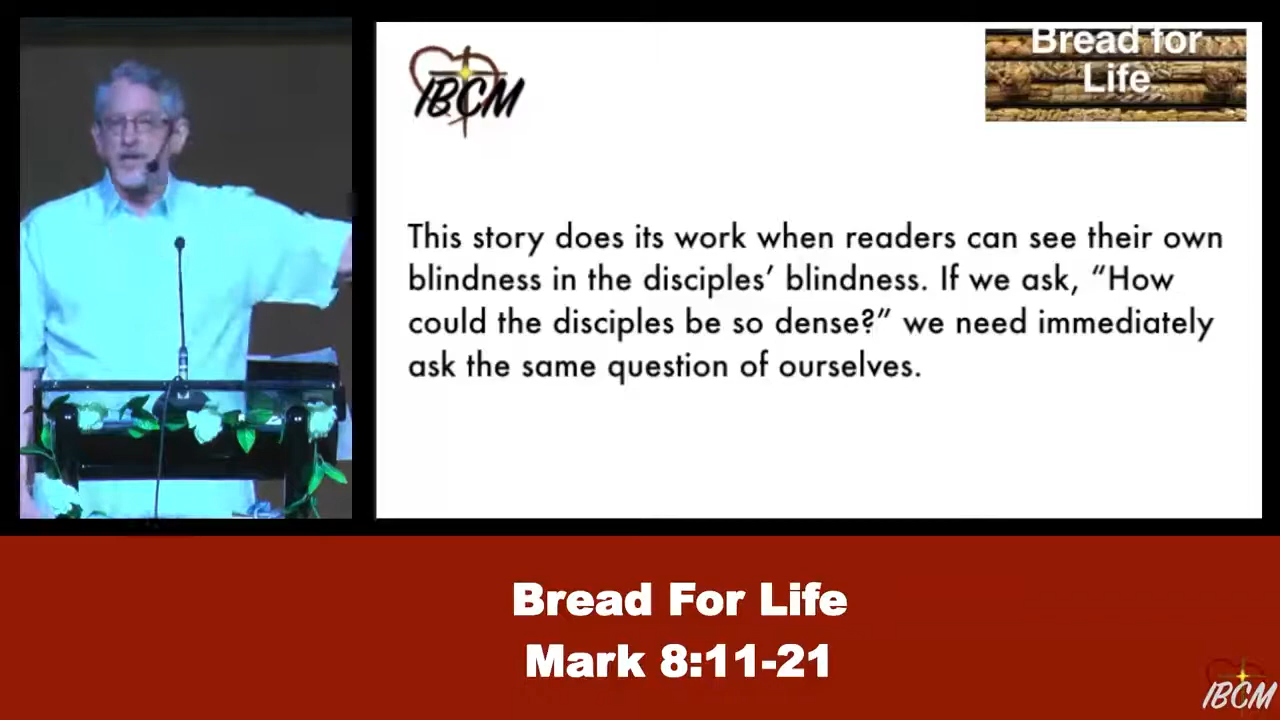 IBCM
Bread for
Life
This story does its work when readers can see their own
blindness in the disciples’ blindness. If we ask, “How
could the disciples be so dense?” we need immediately
ask the same question of ourselves.
Bread For Life
Mark 8:11-21
IBCM